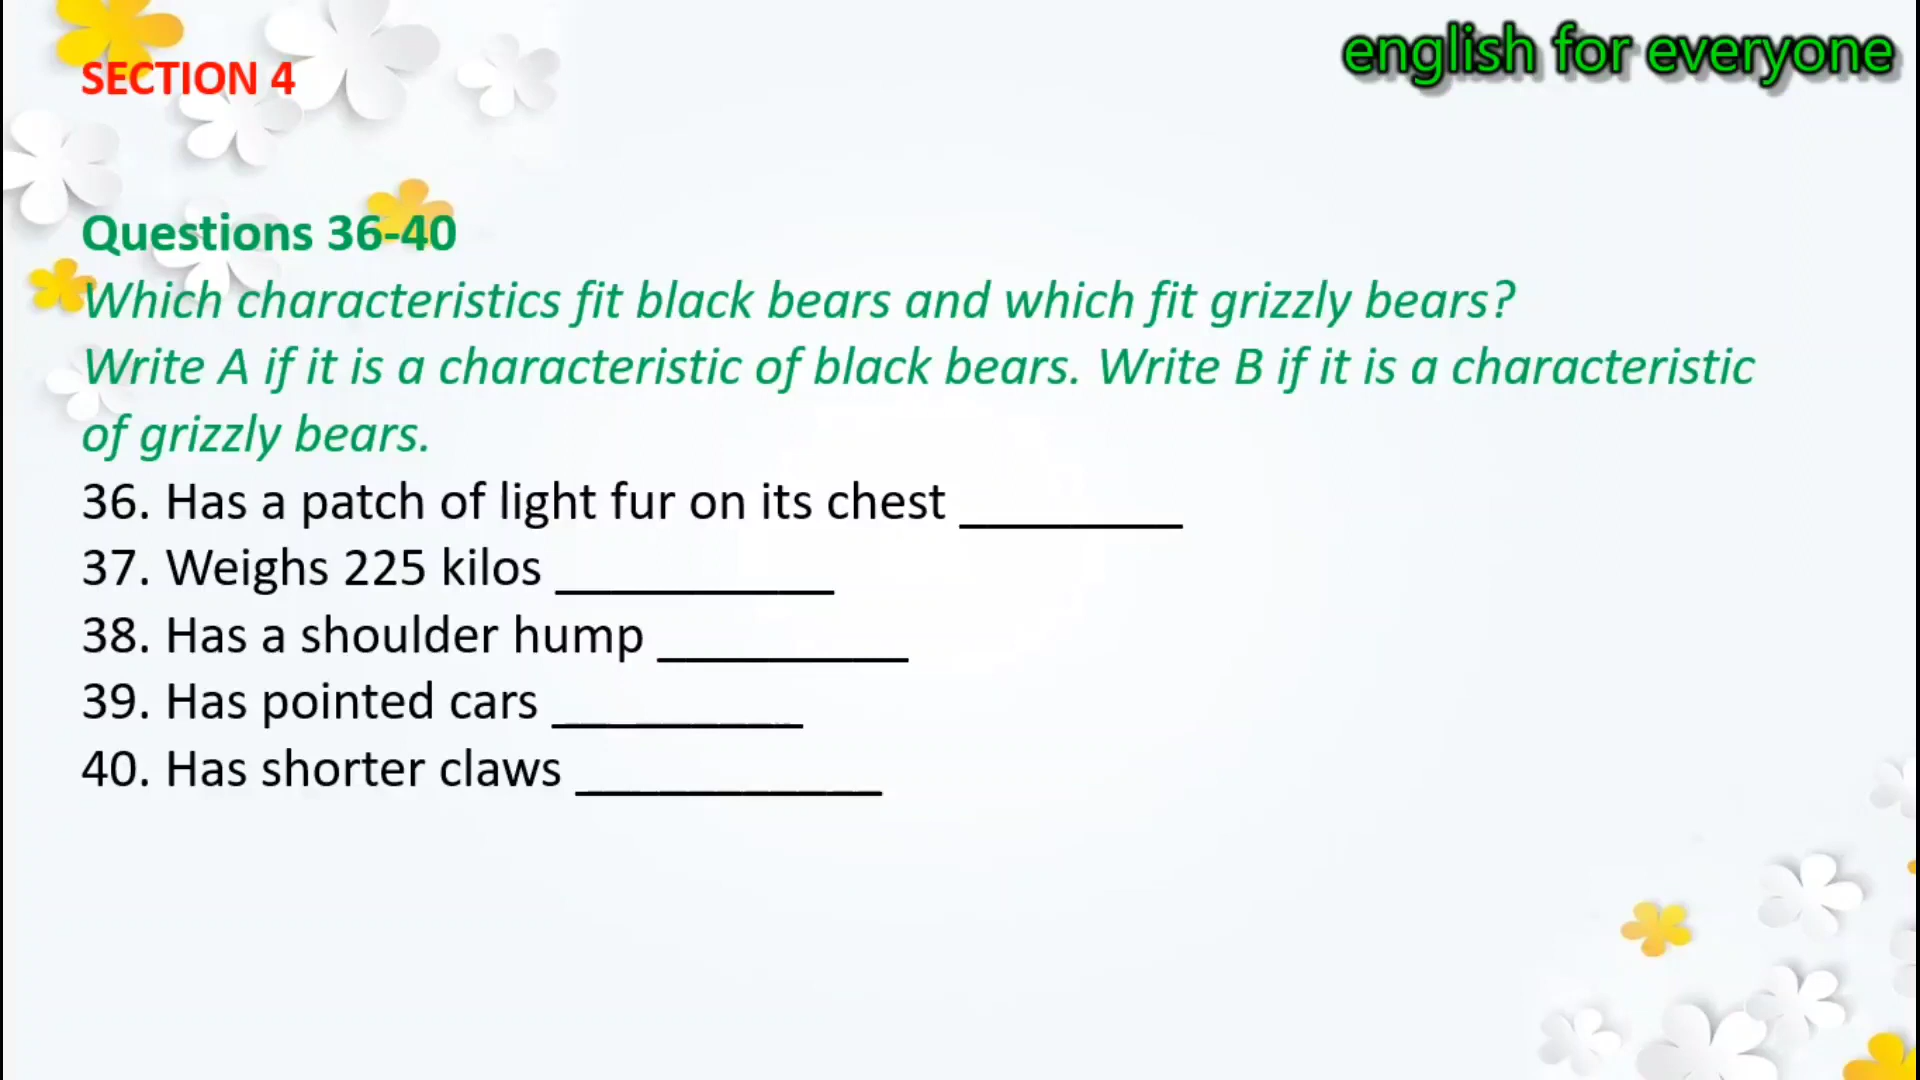 SECTION 4
english for everyone
Questions 36-40
Which characteristics fit black bears and which fit grizzly bears?
Write A if it is a characteristic of black bears. Write B if it is a characteristic
of grizzly bears.
36. Has a patch of light fur on its chest ________
37. Weighs 225 kilos __________
38. Has a shoulder hump _________
39. Has pointed cars __ ______
40. Has shorter claws ___________